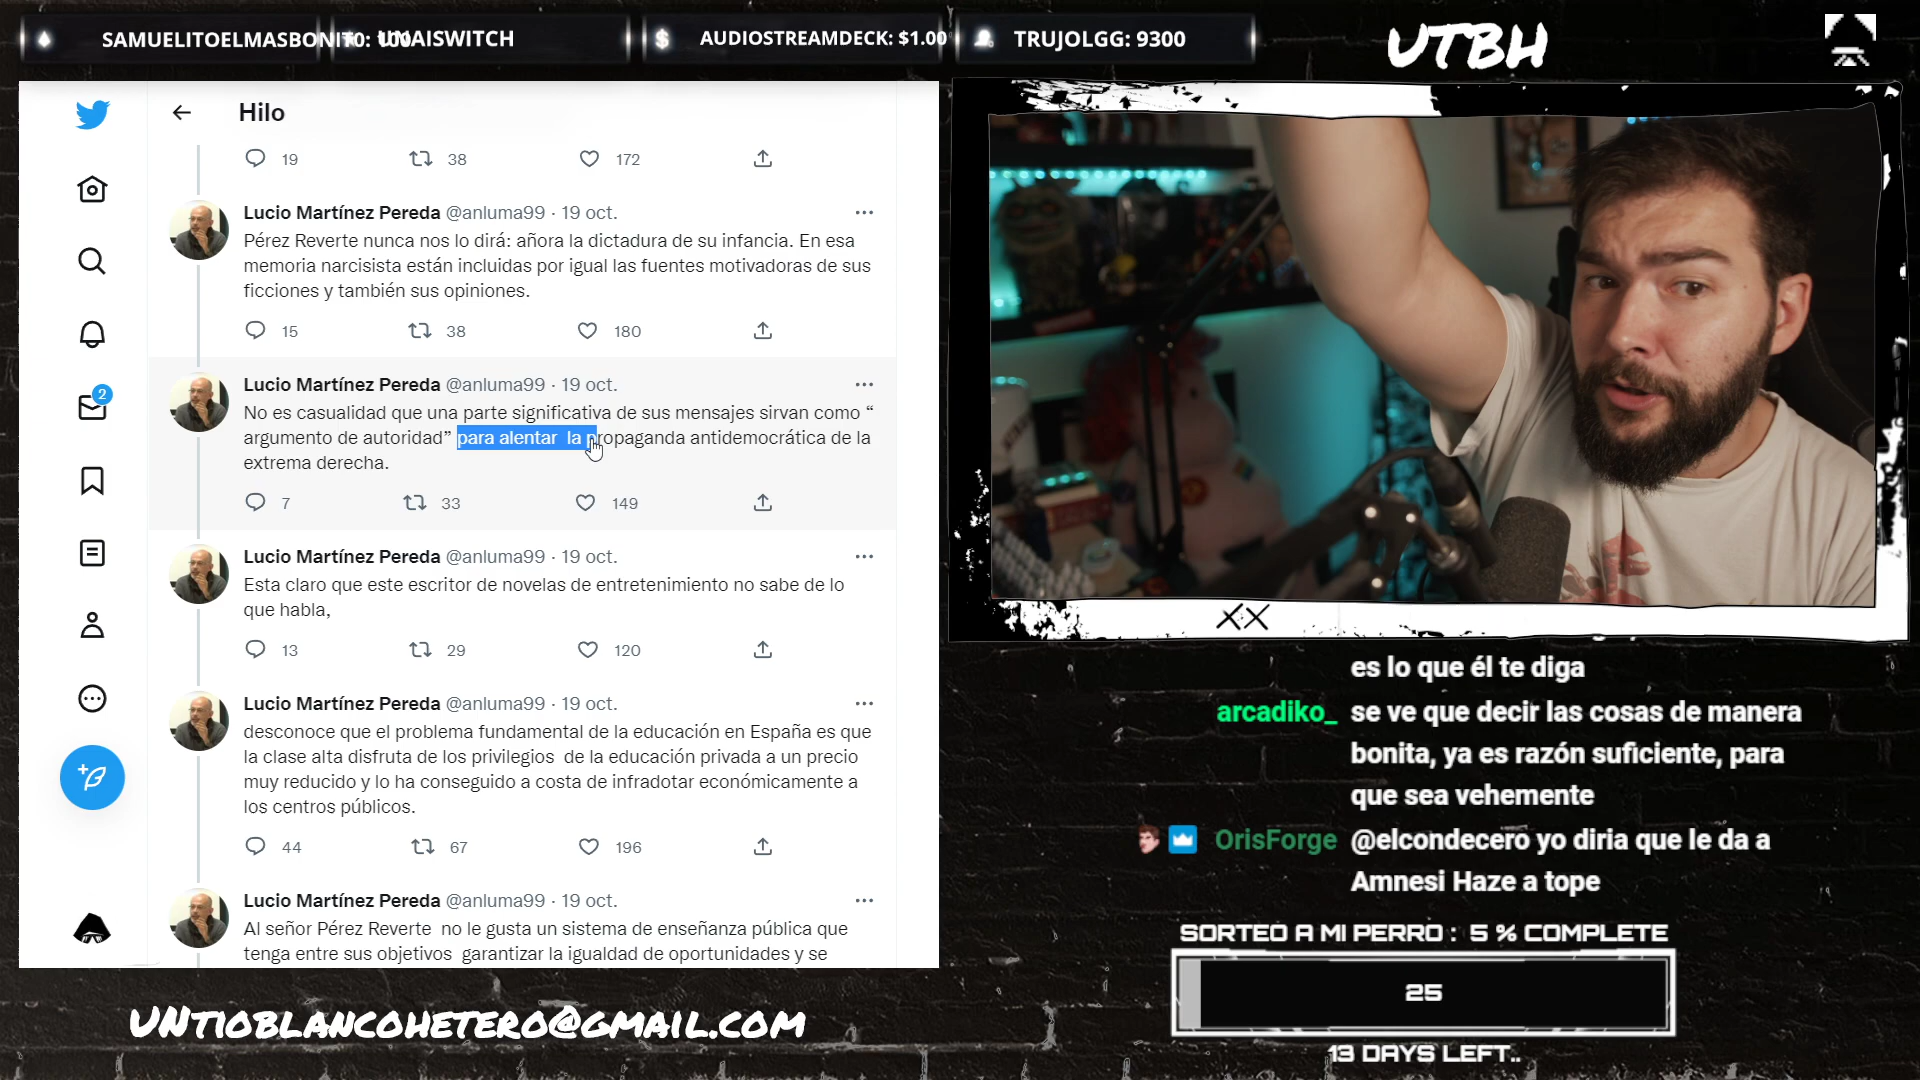 SAMUELITOELMASBONIT0: 100
UNAISWITCH
$ AUDIOSTREAMDECK: $1.00
TRUJOLGG: 9300
UTBH
Hilo
19 38 172
Lucio Martínez Pereda @anluma99 · 19 oct.
Pérez Reverte nunca nos lo dirá: añora la dictadura de su infancia. En esa
memoria narcisista están incluidas por igual las fuentes motivadoras de sus
ficciones y también sus opiniones.
15 38 180
Lucio Martínez Pereda @anluma99 · 19 oct.
No es casualidad que una parte significativa de sus mensajes sirvan como “
argumento de autoridad” para alentar  la propaganda antidemocrática de la
extrema derecha.
7 33 149
Lucio Martínez Pereda @anluma99 · 19 oct.
Esta claro que este escritor de novelas de entretenimiento no sabe de lo
que habla,
13 29 120
Lucio Martínez Pereda @anluma99 · 19 oct.
desconoce que el problema fundamental de la educación en España es que
la clase alta disfruta de los privilegios  de la educación privada a un precio
muy reducido y lo ha conseguido a costa de infradotar económicamente a
los centros públicos.
44 67 196
Lucio Martínez Pereda @anluma99 · 19 oct.
Al señor Pérez Reverte  no le gusta un sistema de enseñanza pública que
tenga entre sus objetivos  garantizar la igualdad de oportunidades y se
2
UNTIOBLANCOHETERO@GMAIL.COM
XX
es lo que él te diga
arcadiko_ se ve que decir las cosas de manera
bonita, ya es razón suficiente, para
que sea vehemente
OrisForge @elcondecero yo diria que le da a
Amnesi Haze a tope
SORTEO A MI PERRO : 5 % COMPLETE
25
13 DAYS LEFT..